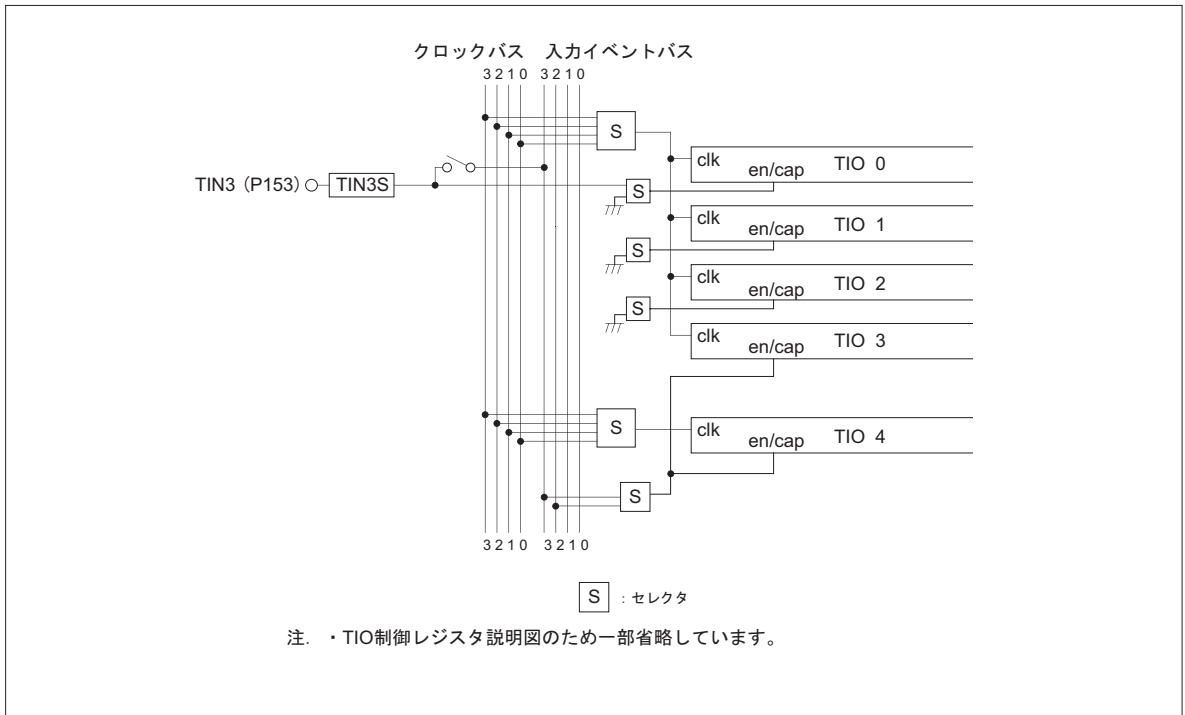 クロックバス 入力イベントバス
3 2 1 0 3 2 1 0
S
clk
en/cap TIO 0
TIN3 (P153) TIN3S
S
clk
en/cap TIO 1
S
clk
en/cap TIO 2
S
clk
en/cap TIO 3
S
clk
en/cap TIO 4
S
3 2 1 0 3 2 1 0
S : セレクタ
注. ・TIO制御レジスタ説明図のため一部省略しています。